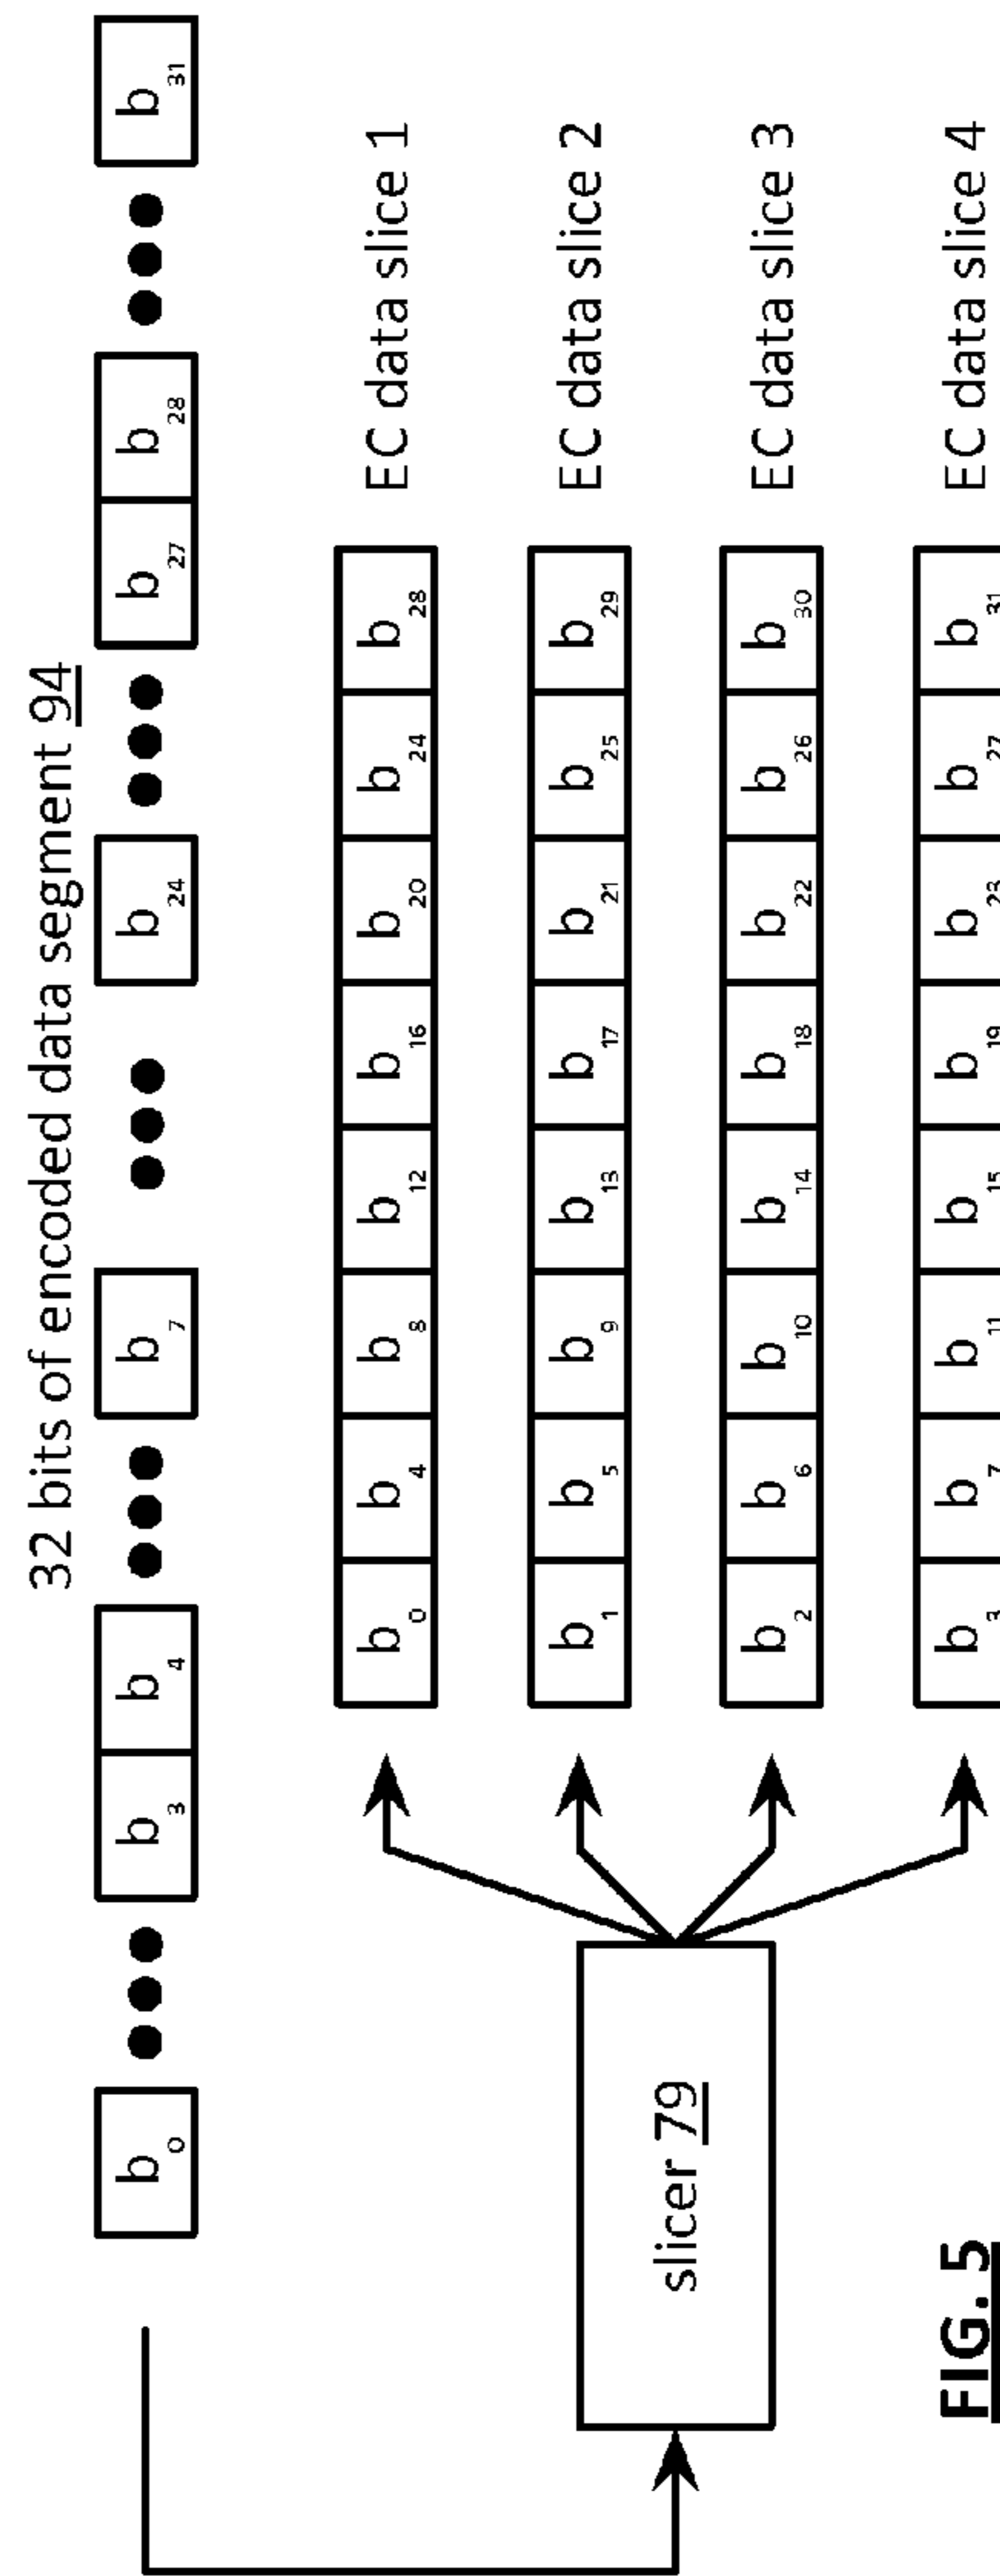 32 bits of encoded data segment 94
b0 ●●● b3 b4 ●●● b7 ●●● b24 ●●● b27 b28 ●●● b31
b0 b4 b8 b12 b16 b20 b24 b28 EC data slice 1
b1 b5 b9 b13 b17 b21 b25 b29 EC data slice 2
slicer 79
b2 b6 b10 b14 b18 b22 b26 b30 EC data slice 3
b3 b7 b11 b15 b19 b23 b27 b31 EC data slice 4
FIG. 5